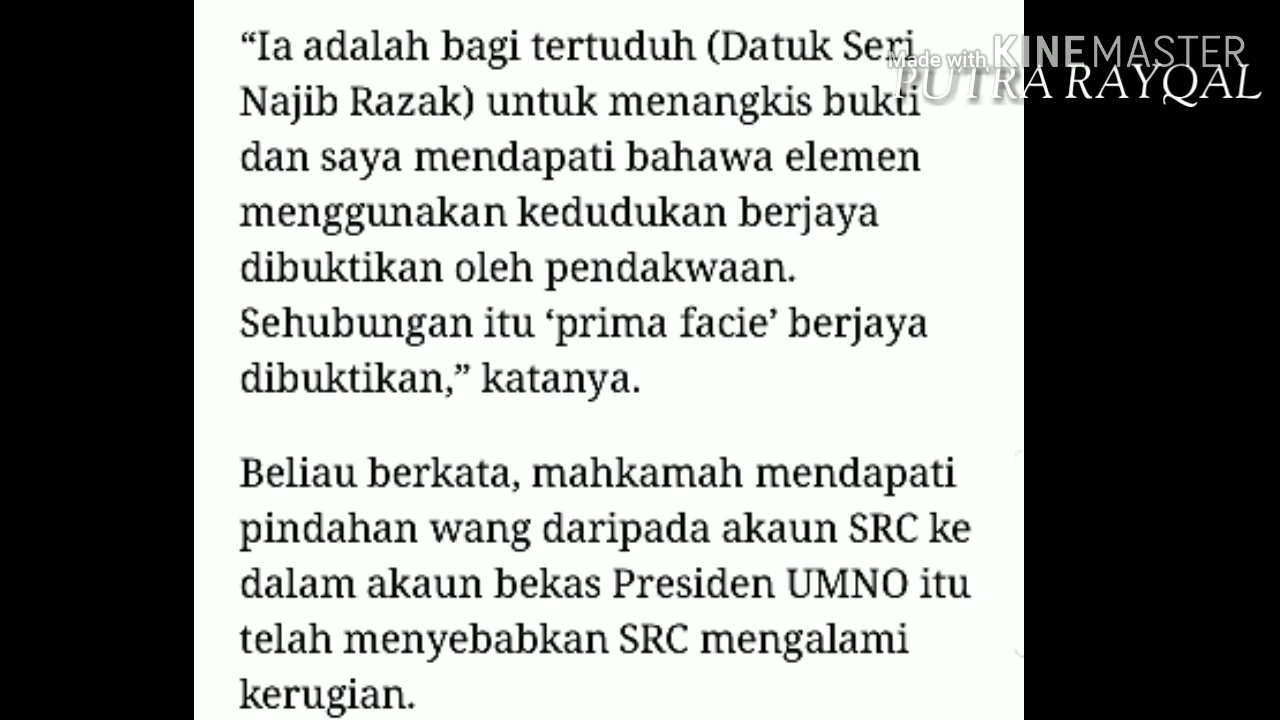 “Ia adalah bagi tertuduh (Datuk Seri
Made with KINEMASTER
PUTRA RAYQAL
Najib Razak) untuk menangkis bukti
dan saya mendapati bahawa elemen
menggunakan kedudukan berjaya
dibuktikan oleh pendakwaan.
Sehubungan itu ‘prima facie’ berjaya
dibuktikan,” katanya.
Beliau berkata, mahkamah mendapati
pindahan wang daripada akaun SRC ke
dalam akaun bekas Presiden UMNO itu
telah menyebabkan SRC mengalami
kerugian.